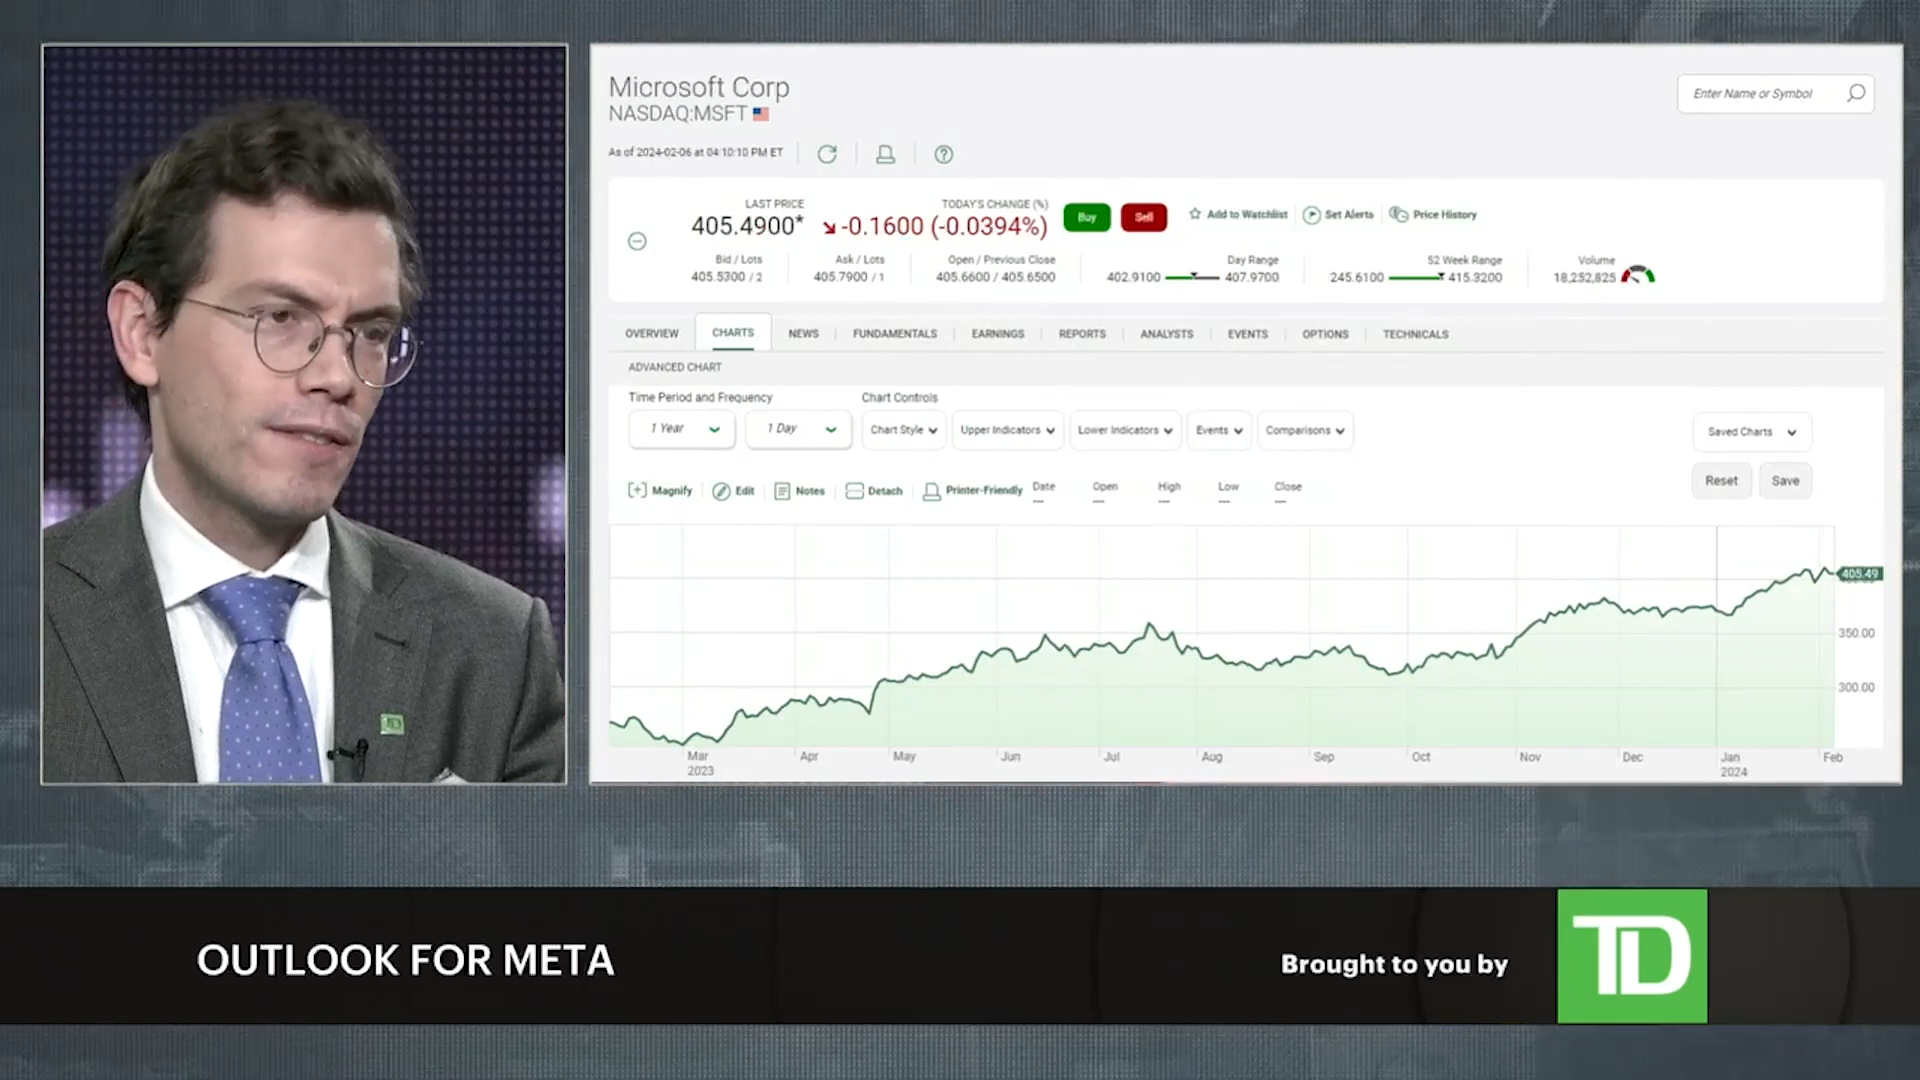 Microsoft Corp
NASDAQ:MSFT
Enter Name or Symbol
As of 2024-02-06 at 04:10:10 PM ET
LAST PRICE
405.4900*
TODAY'S CHANGE (%)
-0.1600 (-0.0394%)
Buy
Sell
Add to Watchlist
Set Alerts
Price History
Bid / Lots
405.5300 / 2
Ask / Lots
405.7900 / 1
Open / Previous Close
405.6600 / 405.6500
Day Range
402.9100 407.9700
52 Week Range
245.6100 415.3200
Volume
18,252,825
OVERVIEW CHARTS NEWS FUNDAMENTALS EARNINGS REPORTS ANALYSTS EVENTS OPTIONS TECHNICALS
ADVANCED CHART
Time Period and Frequency
Chart Controls
1 Year
1 Day
Chart Style
Upper Indicators
Lower Indicators
Events
Comparisons
Saved Charts
Reset
Save
Magnify
Edit
Notes
Detach
Printer-Friendly
Date Open High Low Close
--- --- --- --- ---
405.49
350.00
300.00
Mar Apr May Jun Jul Aug Sep Oct Nov Dec Jan Feb
2023 2024
TD
OUTLOOK FOR META
Brought to you by
TD